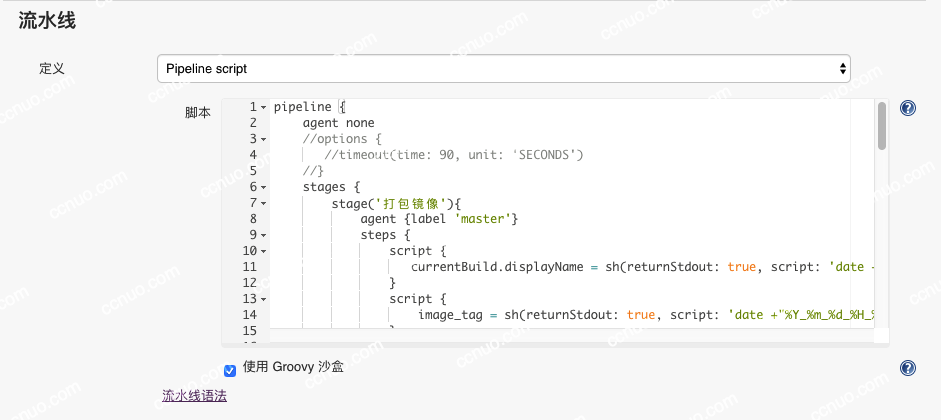 流水线
定义
Pipeline script
脚本
1 pipeline {
2 agent none
3 //options {
4 //timeout(time: 90, unit: 'SECONDS')
5 //}
6 stages {
7 stage('打包镜像'){
8 agent {label 'master'}
9 steps {
10 script {
11 currentBuild.displayName = sh(returnStdout: true, script: 'date
12 }
13 script {
14 image_tag = sh(returnStdout: true, script: 'date +"%Y_%m_%d_%H_%
15
使用 Groovy 沙盒
流水线语法
ccnuo.com